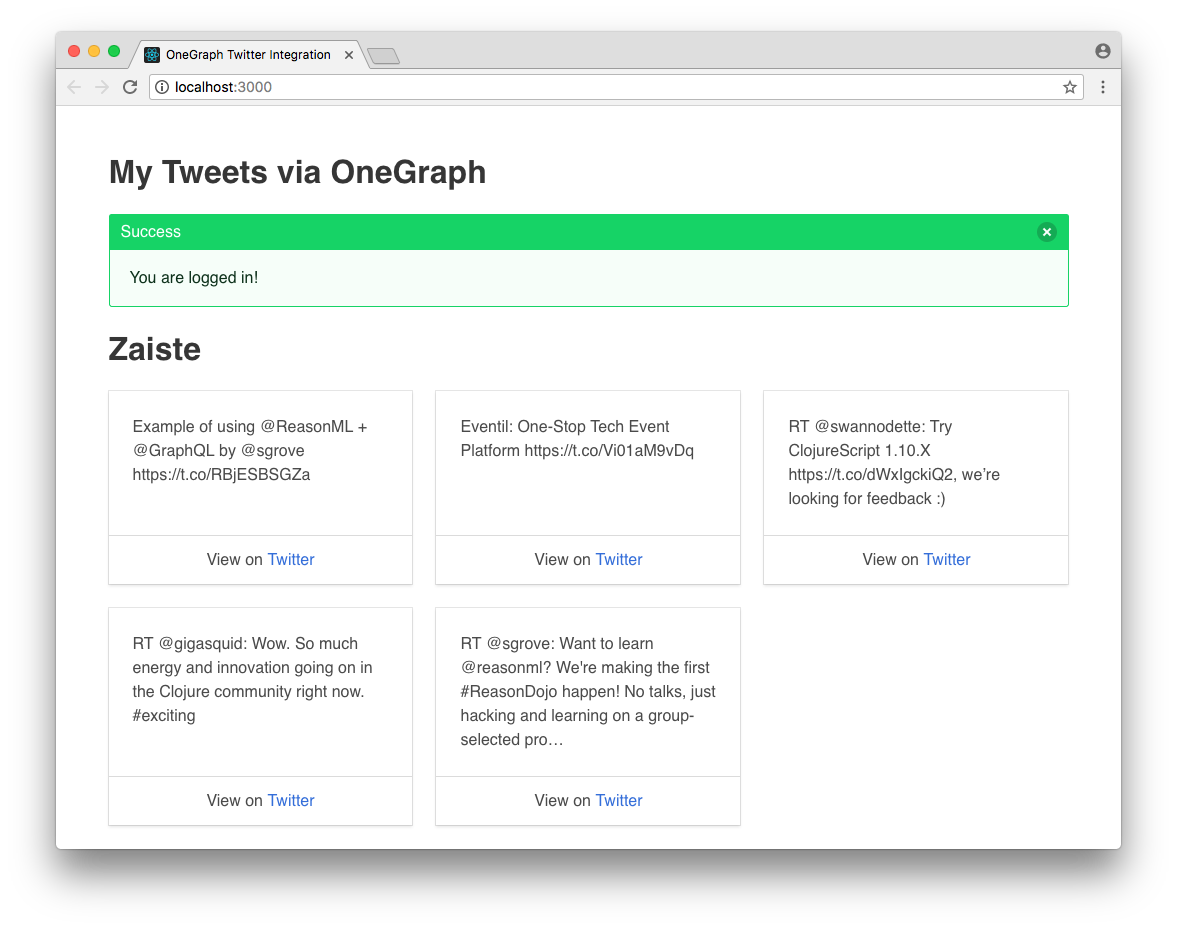 OneGraph Twitter Integration
localhost:3000
My Tweets via OneGraph
Success
You are logged in!
Zaiste
Example of using @ReasonML +
@GraphQL by @sgrove
https://t.co/RBjESBSGZa
View on Twitter
Eventil: One-Stop Tech Event
Platform https://t.co/Vi01aM9vDq
View on Twitter
RT @swannodette: Try
ClojureScript 1.10.X
https://t.co/dWxIgckiQ2, we’re
looking for feedback :)
View on Twitter
RT @gigasquid: Wow. So much
energy and innovation going on in
the Clojure community right now.
#exciting
View on Twitter
RT @sgrove: Want to learn
@reasonml? We're making the first
#ReasonDojo happen! No talks, just
hacking and learning on a group-
selected pro…
View on Twitter